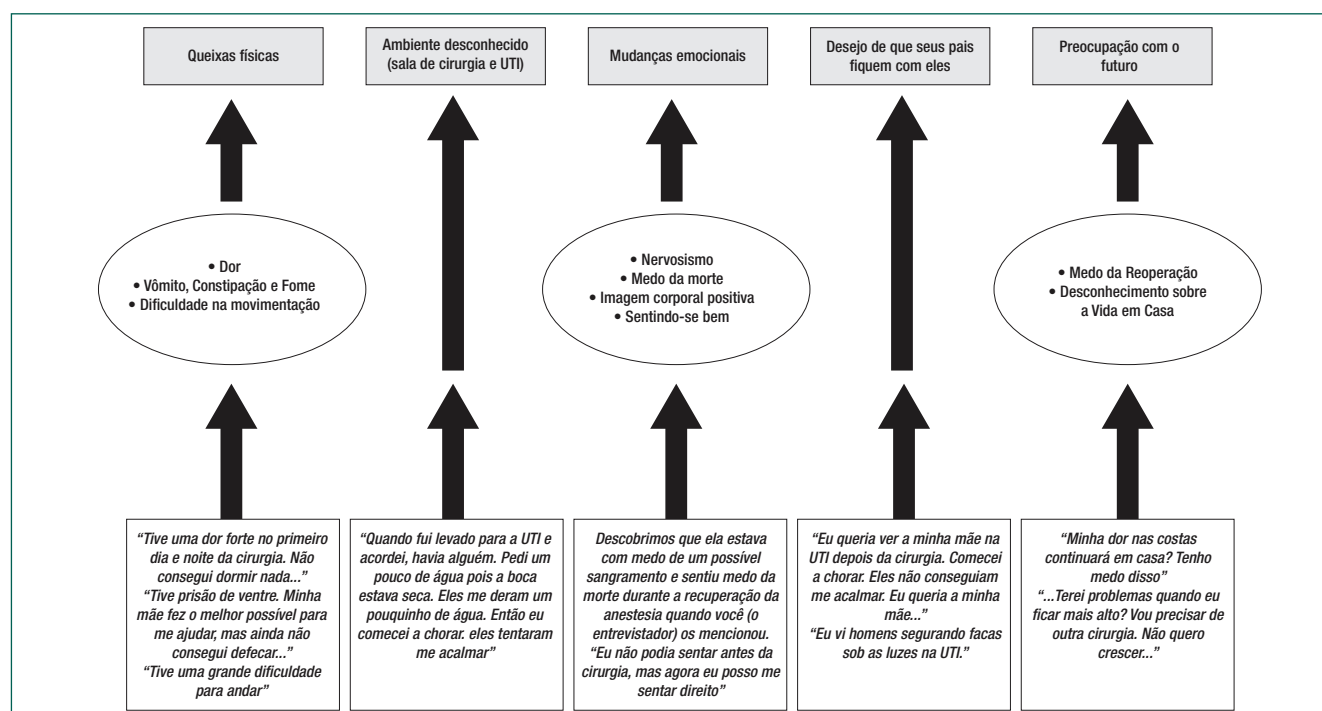 Queixas físicas
Ambiente desconhecido
(sala de cirurgia e UTI)
Mudanças emocionais
Desejo de que seus pais
fiquem com eles
Preocupação com o
futuro
• Dor
• Vômito, Constipação e Fome
• Dificuldade na movimentação
• Nervosismo
• Medo da morte
• Imagem corporal positiva
• Sentindo-se bem
• Medo da Reoperação
• Desconhecimento sobre
a Vida em Casa
“Tive uma dor forte no primeiro
dia e noite da cirurgia. Não
consegui dormir nada...”
“Tive prisão de ventre. Minha
mãe fez o melhor possível para
me ajudar, mas ainda não
consegui defecar...”
“Tive uma grande dificuldade
para andar”
“Quando fui levado para a UTI e
acordei, havia alguém. Pedi um
pouco de água pois a boca
estava seca. Eles me deram um
pouquinho de água. Então eu
comecei a chorar. eles tentaram
me acalmar”
Descobrimos que ela estava
com medo de um possível
sangramento e sentiu medo da
morte durante a recuperação da
anestesia quando você (o
entrevistador) os mencionou.
“Eu não podia sentar antes da
cirurgia, mas agora eu posso me
sentar direito”
“Eu queria ver a minha mãe na
UTI depois da cirurgia. Comecei
a chorar. Eles não conseguiam
me acalmar. Eu queria a minha
mãe...”
“Eu vi homens segurando facas
sob as luzes na UTI.”
“Minha dor nas costas
continuará em casa? Tenho
medo disso”
“...Terei problemas quando eu
ficar mais alto? Vou precisar de
outra cirurgia. Não quero
crescer...”